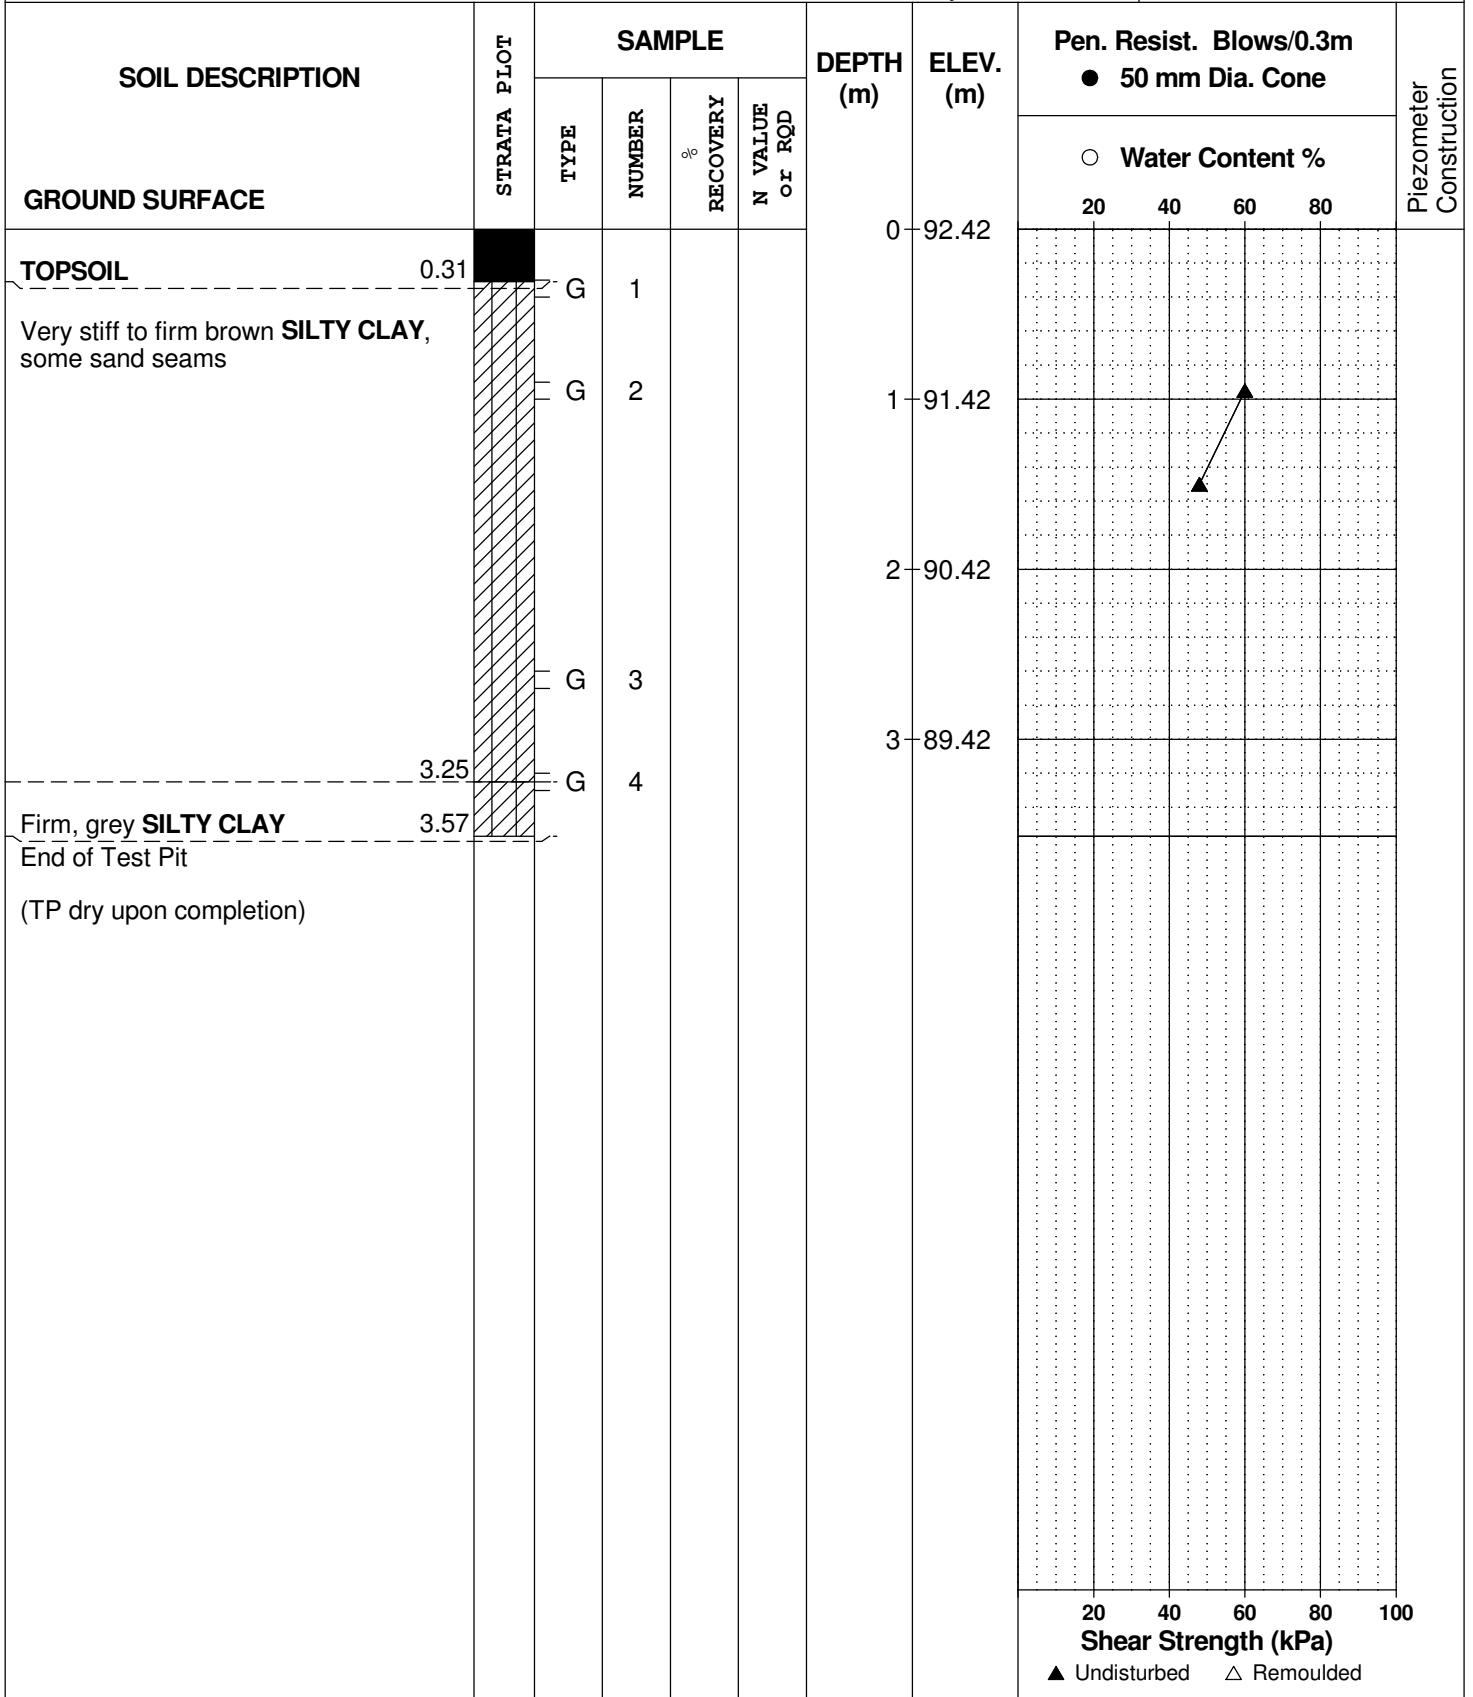 SOIL DESCRIPTION
GROUND SURFACE
STRATA PLOT
SAMPLE
TYPE
NUMBER
%
RECOVERY
N VALUE
or RQD
DEPTH
(m)
ELEV.
(m)
Pen. Resist. Blows/0.3m
● 50 mm Dia. Cone
○ Water Content %
20 40 60 80
Piezometer
Construction
0 92.42
TOPSOIL 0.31
G 1
Very stiff to firm brown SILTY CLAY,
some sand seams
G 2
1 91.42
2 90.42
G 3
3 89.42
3.25
G 4
Firm, grey SILTY CLAY 3.57
End of Test Pit
(TP dry upon completion)
20 40 60 80 100
Shear Strength (kPa)
▲ Undisturbed △ Remoulded